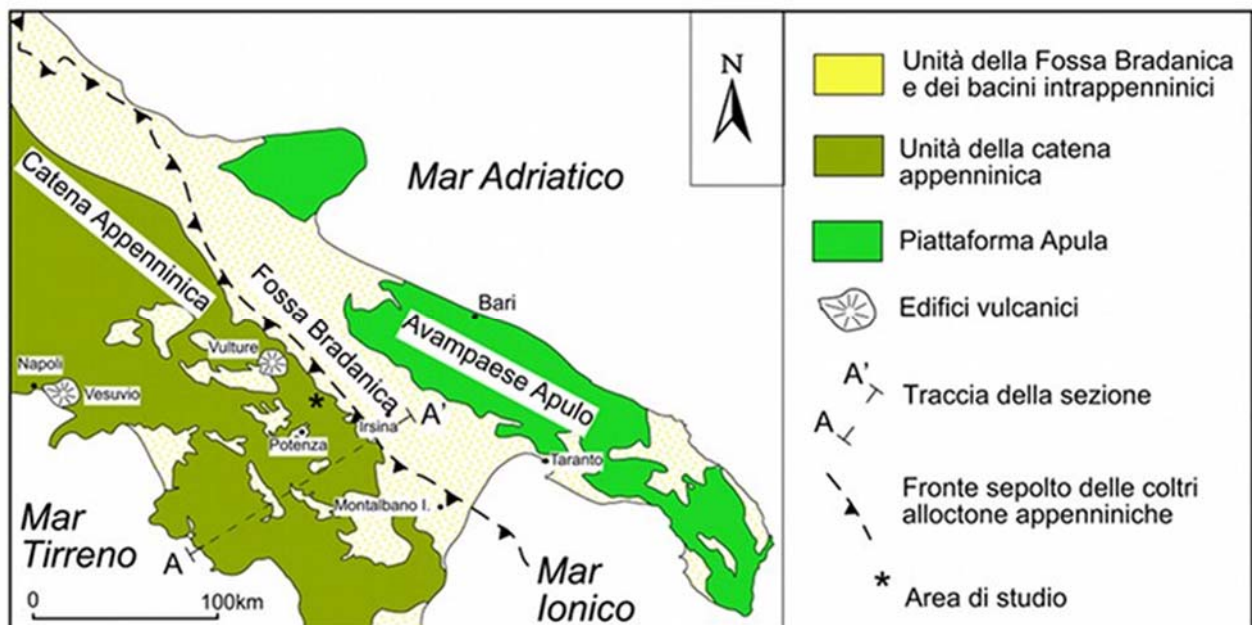 N
Mar Adriatico
Catena Appenninica
Fossa Bradanica
Bari
Avampaese Apulo
Vulture
Napoli
Vesuvio
A'
Irsina
Potenza
Taranto
Montalbano I.
Mar
Tirreno
A
Mar
Ionico
0
100km
Unità della Fossa Bradanica
e dei bacini intrappenninici
Unità della catena
appenninica
Piattaforma Apula
Edifici vulcanici
A'
Traccia della sezione
A
Fronte sepolto delle coltri
alloctone appenniniche
* Area di studio